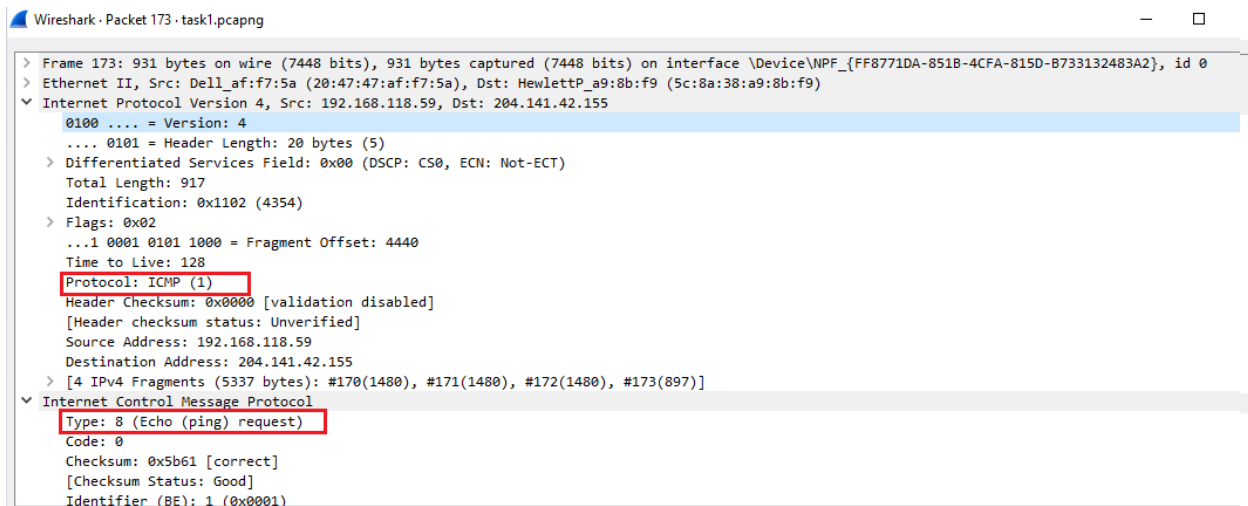 Wireshark · Packet 173 · task1.pcapng
Frame 173: 931 bytes on wire (7448 bits), 931 bytes captured (7448 bits) on interface \Device\NPF_{FF8771DA-851B-4CFA-815D-B733132483A2}, id 0
Ethernet II, Src: Dell_af:f7:5a (20:47:47:af:f7:5a), Dst: HewlettP_a9:8b:f9 (5c:8a:38:a9:8b:f9)
Internet Protocol Version 4, Src: 192.168.118.59, Dst: 204.141.42.155
0100 .... = Version: 4
.... 0101 = Header Length: 20 bytes (5)
Differentiated Services Field: 0x00 (DSCP: CS0, ECN: Not-ECT)
Total Length: 917
Identification: 0x1102 (4354)
Flags: 0x02
...1 0001 0101 1000 = Fragment Offset: 4440
Time to Live: 128
Protocol: ICMP (1)
Header Checksum: 0x0000 [validation disabled]
[Header checksum status: Unverified]
Source Address: 192.168.118.59
Destination Address: 204.141.42.155
[4 IPv4 Fragments (5337 bytes): #170(1480), #171(1480), #172(1480), #173(897)]
Internet Control Message Protocol
Type: 8 (Echo (ping) request)
Code: 0
Checksum: 0x5b61 [correct]
[Checksum Status: Good]
Identifier (BE): 1 (0x0001)